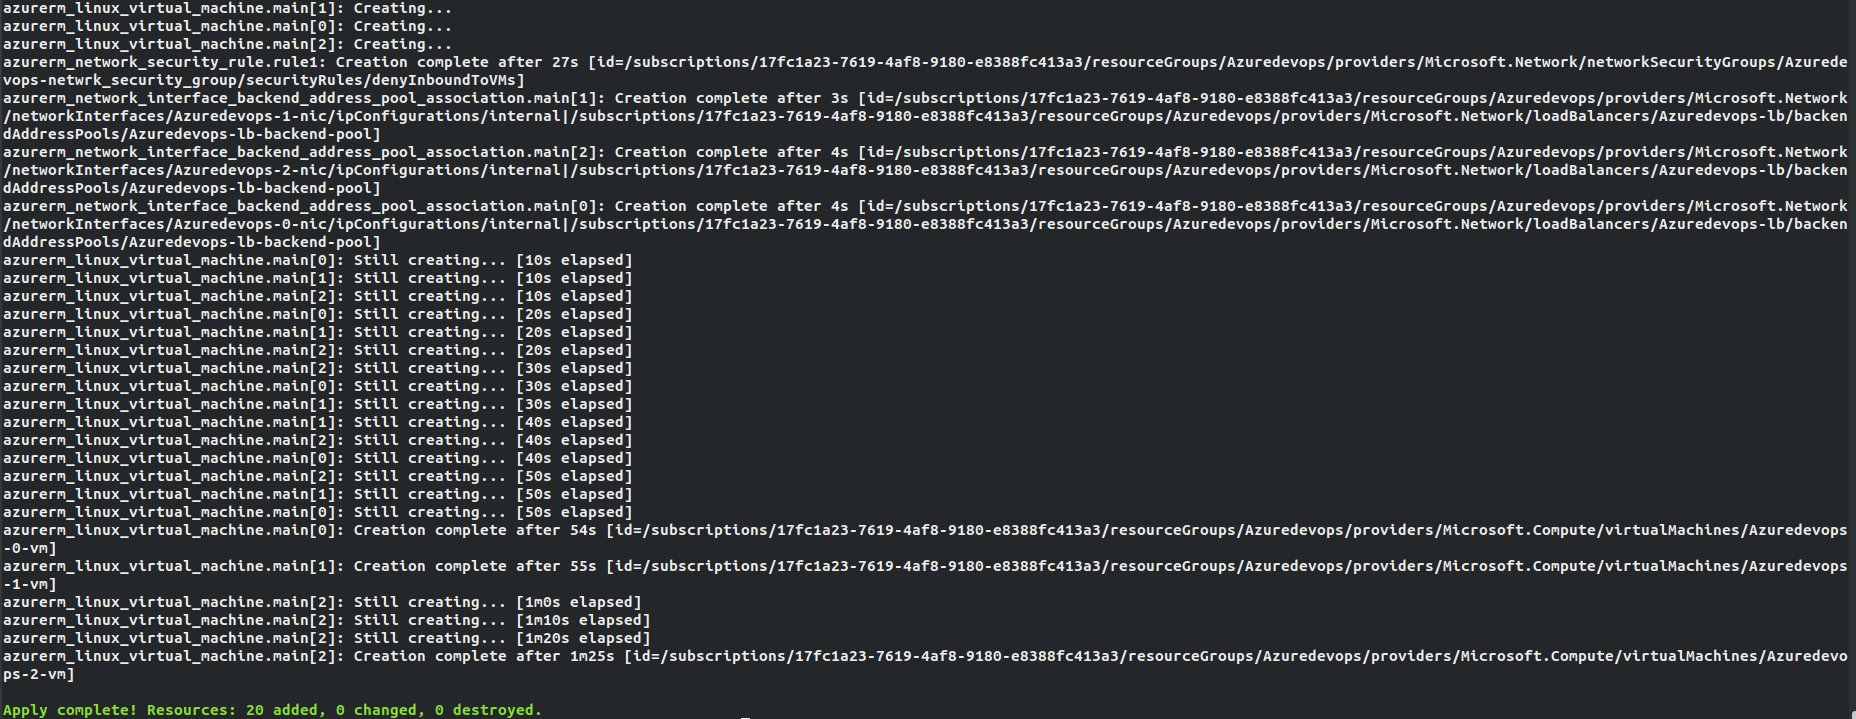 azurerm_linux_virtual_machine.main[1]: Creating...
azurerm_linux_virtual_machine.main[0]: Creating...
azurerm_linux_virtual_machine.main[2]: Creating...
azurerm_network_security_rule.rule1: Creation complete after 27s [id=/subscriptions/17fc1a23-7619-4af8-9180-e8388fc413a3/resourceGroups/Azuredevops/providers/Microsoft.Network/networkSecurityGroups/Azurede
vops-netwrk_security_group/securityRules/denyInboundToVMs]
azurerm_network_interface_backend_address_pool_association.main[1]: Creation complete after 3s [id=/subscriptions/17fc1a23-7619-4af8-9180-e8388fc413a3/resourceGroups/Azuredevops/providers/Microsoft.Network
/networkInterfaces/Azuredevops-1-nic/ipConfigurations/internal|/subscriptions/17fc1a23-7619-4af8-9180-e8388fc413a3/resourceGroups/Azuredevops/providers/Microsoft.Network/loadBalancers/Azuredevops-lb/backen
dAddressPools/Azuredevops-lb-backend-pool]
azurerm_network_interface_backend_address_pool_association.main[2]: Creation complete after 4s [id=/subscriptions/17fc1a23-7619-4af8-9180-e8388fc413a3/resourceGroups/Azuredevops/providers/Microsoft.Network
/networkInterfaces/Azuredevops-2-nic/ipConfigurations/internal|/subscriptions/17fc1a23-7619-4af8-9180-e8388fc413a3/resourceGroups/Azuredevops/providers/Microsoft.Network/loadBalancers/Azuredevops-lb/backen
dAddressPools/Azuredevops-lb-backend-pool]
azurerm_network_interface_backend_address_pool_association.main[0]: Creation complete after 4s [id=/subscriptions/17fc1a23-7619-4af8-9180-e8388fc413a3/resourceGroups/Azuredevops/providers/Microsoft.Network
/networkInterfaces/Azuredevops-0-nic/ipConfigurations/internal|/subscriptions/17fc1a23-7619-4af8-9180-e8388fc413a3/resourceGroups/Azuredevops/providers/Microsoft.Network/loadBalancers/Azuredevops-lb/backen
dAddressPools/Azuredevops-lb-backend-pool]
azurerm_linux_virtual_machine.main[0]: Still creating... [10s elapsed]
azurerm_linux_virtual_machine.main[1]: Still creating... [10s elapsed]
azurerm_linux_virtual_machine.main[2]: Still creating... [10s elapsed]
azurerm_linux_virtual_machine.main[0]: Still creating... [20s elapsed]
azurerm_linux_virtual_machine.main[1]: Still creating... [20s elapsed]
azurerm_linux_virtual_machine.main[2]: Still creating... [20s elapsed]
azurerm_linux_virtual_machine.main[2]: Still creating... [30s elapsed]
azurerm_linux_virtual_machine.main[0]: Still creating... [30s elapsed]
azurerm_linux_virtual_machine.main[1]: Still creating... [30s elapsed]
azurerm_linux_virtual_machine.main[1]: Still creating... [40s elapsed]
azurerm_linux_virtual_machine.main[2]: Still creating... [40s elapsed]
azurerm_linux_virtual_machine.main[0]: Still creating... [40s elapsed]
azurerm_linux_virtual_machine.main[2]: Still creating... [50s elapsed]
azurerm_linux_virtual_machine.main[1]: Still creating... [50s elapsed]
azurerm_linux_virtual_machine.main[0]: Still creating... [50s elapsed]
azurerm_linux_virtual_machine.main[0]: Creation complete after 54s [id=/subscriptions/17fc1a23-7619-4af8-9180-e8388fc413a3/resourceGroups/Azuredevops/providers/Microsoft.Compute/virtualMachines/Azuredevops
-0-vm]
azurerm_linux_virtual_machine.main[1]: Creation complete after 55s [id=/subscriptions/17fc1a23-7619-4af8-9180-e8388fc413a3/resourceGroups/Azuredevops/providers/Microsoft.Compute/virtualMachines/Azuredevops
-1-vm]
azurerm_linux_virtual_machine.main[2]: Still creating... [1m0s elapsed]
azurerm_linux_virtual_machine.main[2]: Still creating... [1m10s elapsed]
azurerm_linux_virtual_machine.main[2]: Still creating... [1m20s elapsed]
azurerm_linux_virtual_machine.main[2]: Creation complete after 1m25s [id=/subscriptions/17fc1a23-7619-4af8-9180-e8388fc413a3/resourceGroups/Azuredevops/providers/Microsoft.Compute/virtualMachines/Azuredevo
ps-2-vm]
Apply complete! Resources: 20 added, 0 changed, 0 destroyed.